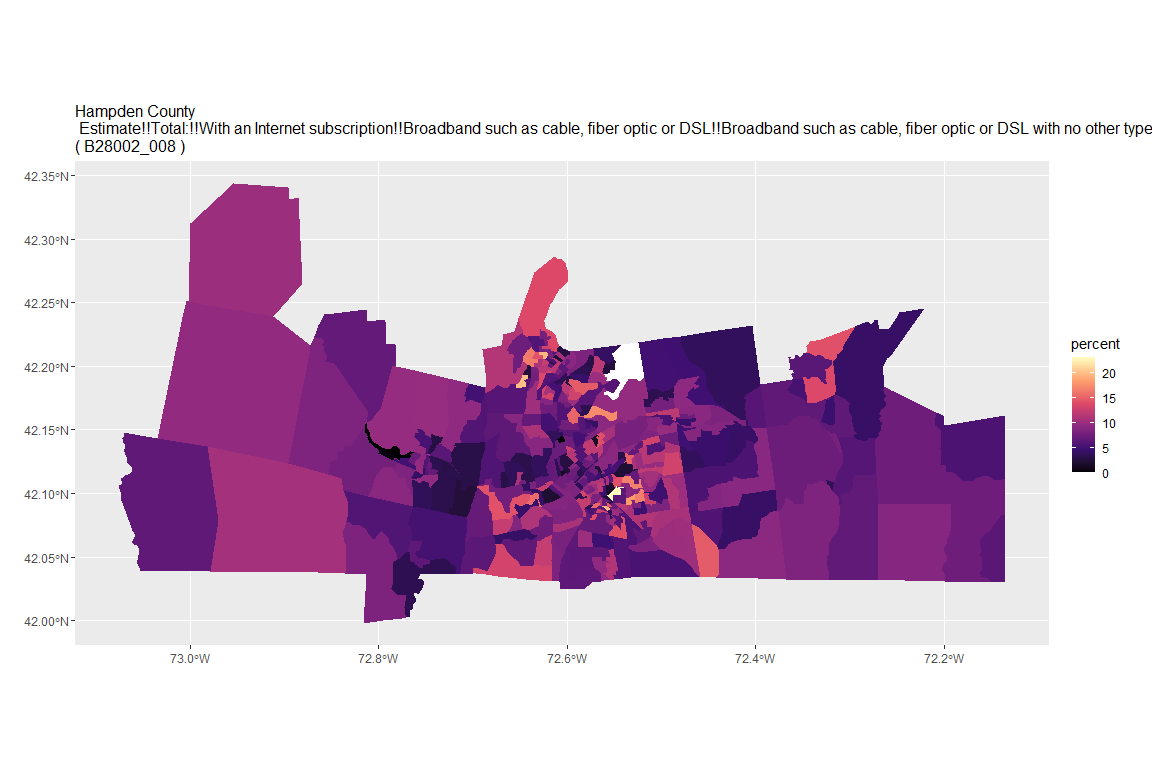 Hampden County
Estimate!!Total:!!With an Internet subscription!!Broadband such as cable, fiber optic or DSL!!Broadband such as cable, fiber optic or DSL with no other type
( B28002_008 )
42.35°N
42.30°N
42.25°N
42.20°N
42.15°N
42.10°N
42.05°N
42.00°N
73.0°W
72.8°W
72.6°W
72.4°W
72.2°W
percent
20
15
10
5
0